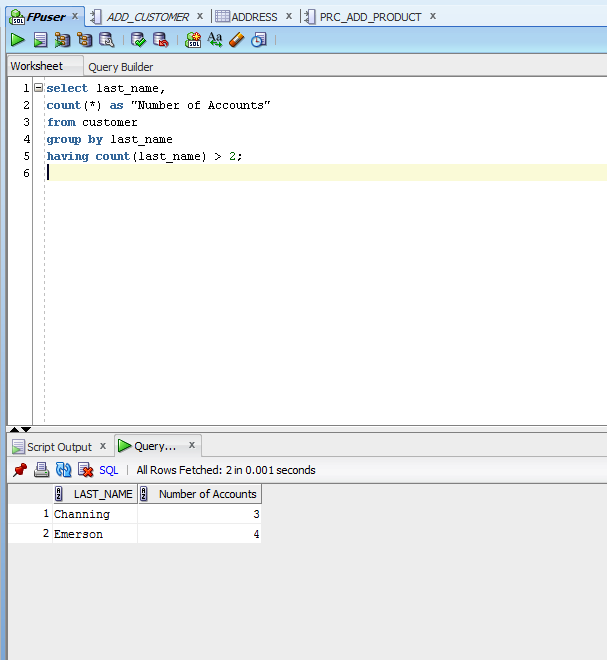 FPuser x ADD_CUSTOMER x ADDRESS x PRC_ADD_PRODUCT x
Worksheet Query Builder
1 select last_name,
2 count(*) as "Number of Accounts"
3 from customer
4 group by last_name
5 having count(last_name) > 2;
6
Script Output x Query... x
SQL All Rows Fetched: 2 in 0.001 seconds
LAST_NAME Number of Accounts
1 Channing 3
2 Emerson 4